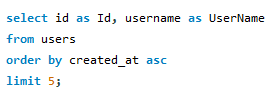 select id as Id, username as UserName
from users
order by created_at asc
limit 5;